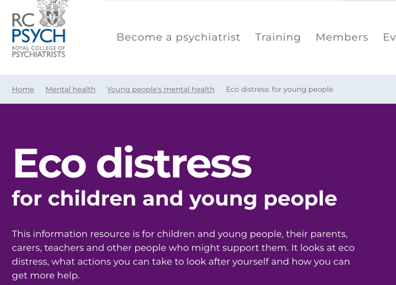 RC
PSYCH
ROYAL COLLEGE OF
PSYCHIATRISTS
Become a psychiatrist Training Members Ev
Home Mental health Young people's mental health Eco distress: for young people
Eco distress
for children and young people
This information resource is for children and young people, their parents,
carers, teachers and other people who might support them. It looks at eco
distress, what actions you can take to look after yourself and how you can
get more help.